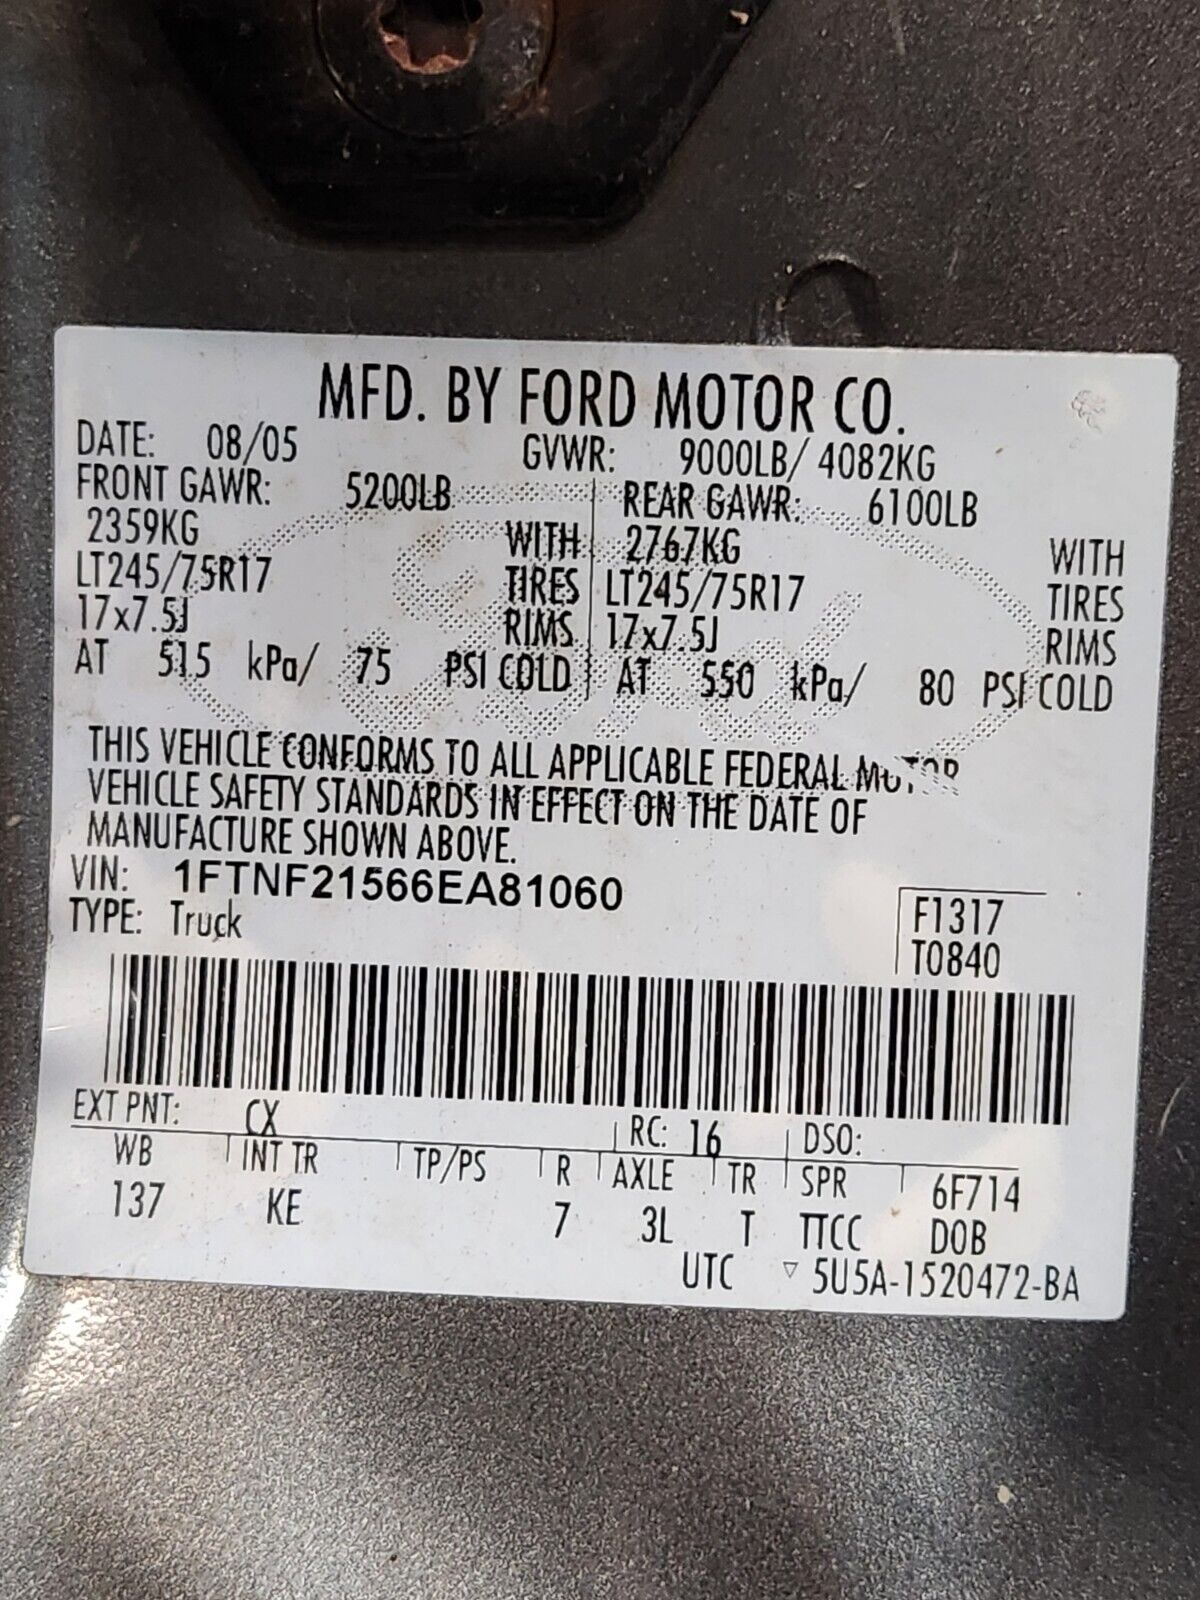 MFD. BY FORD MOTOR CO.
DATE: 08/05 GVWR: 9000LB/ 4082KG
FRONT GAWR: 5200LB REAR GAWR: 6100LB
2359KG WITH 2767KG WITH
LT245/75R17 TIRES LT245/75R17 TIRES
17x7.5J RIMS 17x7.5J RIMS
AT 515 kPa/ 75 PSI COLD AT 550 kPa/ 80 PSI COLD
Ford
THIS VEHICLE CONFORMS TO ALL APPLICABLE FEDERAL MOTOR
VEHICLE SAFETY STANDARDS IN EFFECT ON THE DATE OF
MANUFACTURE SHOWN ABOVE.
VIN: 1FTNF21566EA81060
TYPE: Truck
F1317
T0840
EXT PNT: CX RC: 16 DSO:
WB INT TR TP/PS R AXLE TR SPR 6F714
137 KE 7 3L T TTCC DOB
UTC ▽ 5U5A-1520472-BA